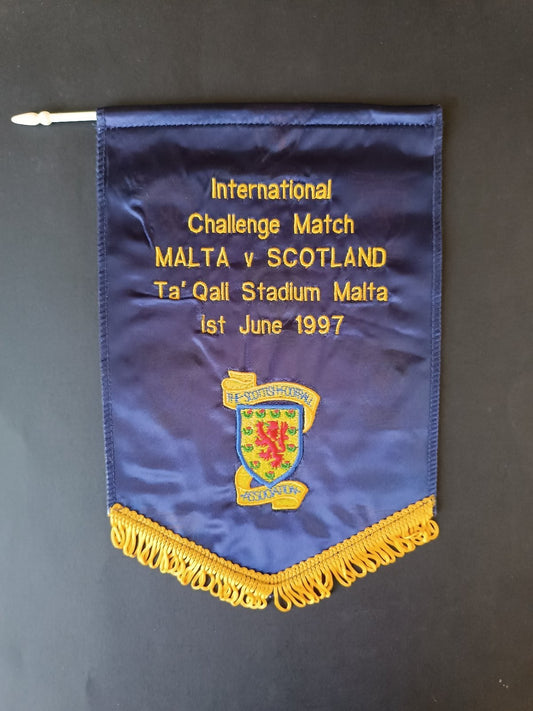 International
Challenge Match
MALTA v SCOTLAND
Ta' Qali Stadium Malta
1st June 1997
THE SCOTTISH FOOTBALL
ASSOCIATION